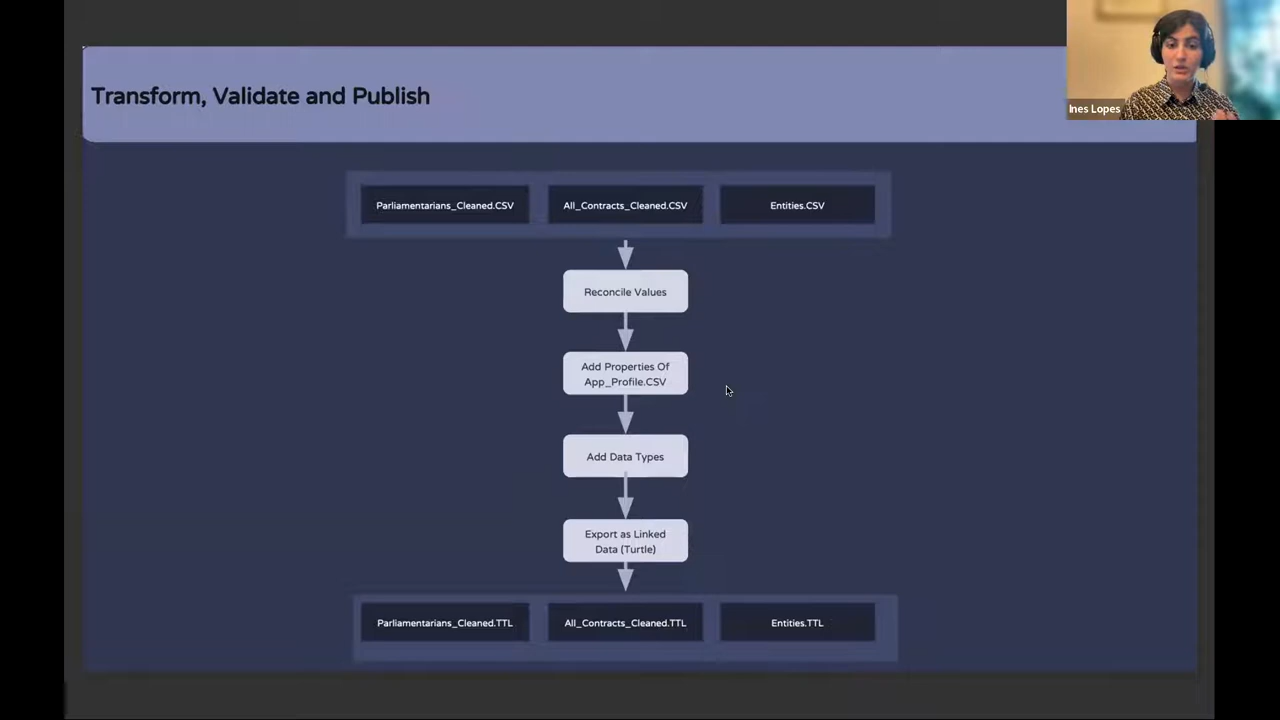 Transform, Validate and Publish
Ines Lopes
Parliamentarians_Cleaned.CSV
All_Contracts_Cleaned.CSV
Entities.CSV
Reconcile Values
Add Properties Of
App_Profile.CSV
Add Data Types
Export as Linked
Data (Turtle)
Parliamentarians_Cleaned.TTL
All_Contracts_Cleaned.TTL
Entities.TTL